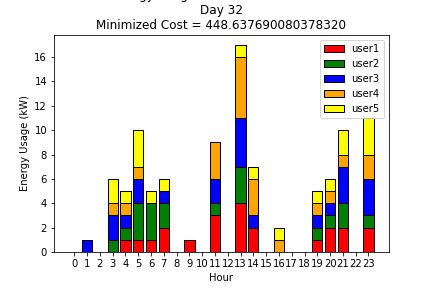 Day 32
Minimized Cost = 448.637690080378320
user1
user2
user3
user4
user5
Energy Usage (kW)
16
14
12
10
8
6
4
2
0
0 1 2 3 4 5 6 7 8 9 10 11 12 13 14 15 16 17 18 19 20 21 22 23
Hour